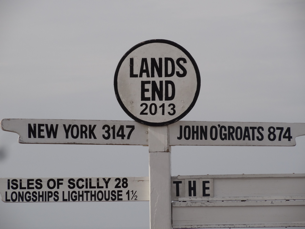 LANDS
END
2013
NEW YORK 3147
JOHN O'GROATS 874
ISLES OF SCILLY 28
LONGSHIPS LIGHTHOUSE 1½
THE